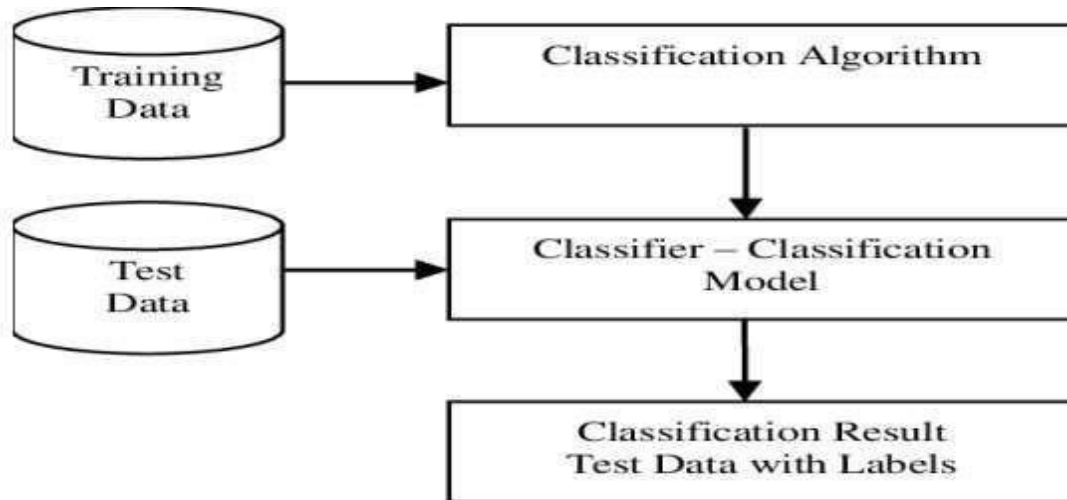 Training
Data
Classification Algorithm
Test
Data
Classifier – Classification
Model
Classification Result
Test Data with Labels